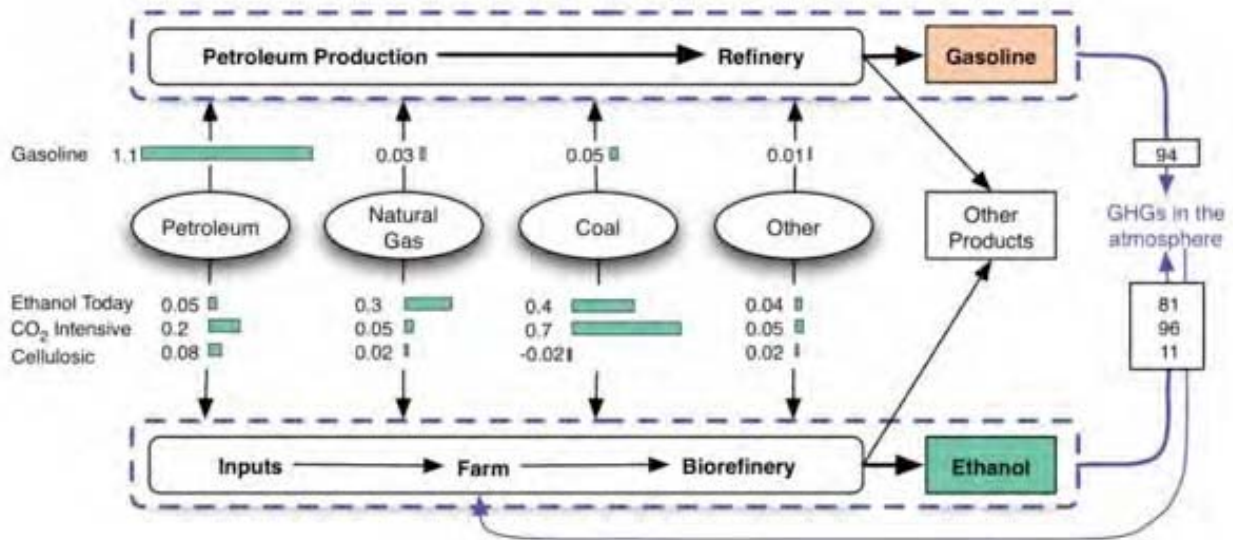 Petroleum Production Refinery Gasoline
Gasoline 1.1 0.03 0.05 0.01 94
Petroleum Natural Gas Coal Other Other Products GHGs in the atmosphere
Ethanol Today 0.05 0.3 0.4 0.04 81
CO₂ Intensive 0.2 0.05 0.7 0.05 96
Cellulosic 0.08 0.02 -0.02 0.02 11
Inputs Farm Biorefinery Ethanol